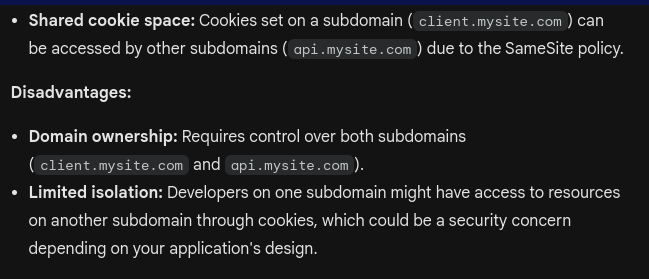 • Shared cookie space: Cookies set on a subdomain (client.mysite.com) can
be accessed by other subdomains (api.mysite.com) due to the SameSite policy.
Disadvantages:
• Domain ownership: Requires control over both subdomains
(client.mysite.com and api.mysite.com).
• Limited isolation: Developers on one subdomain might have access to resources
on another subdomain through cookies, which could be a security concern
depending on your application's design.